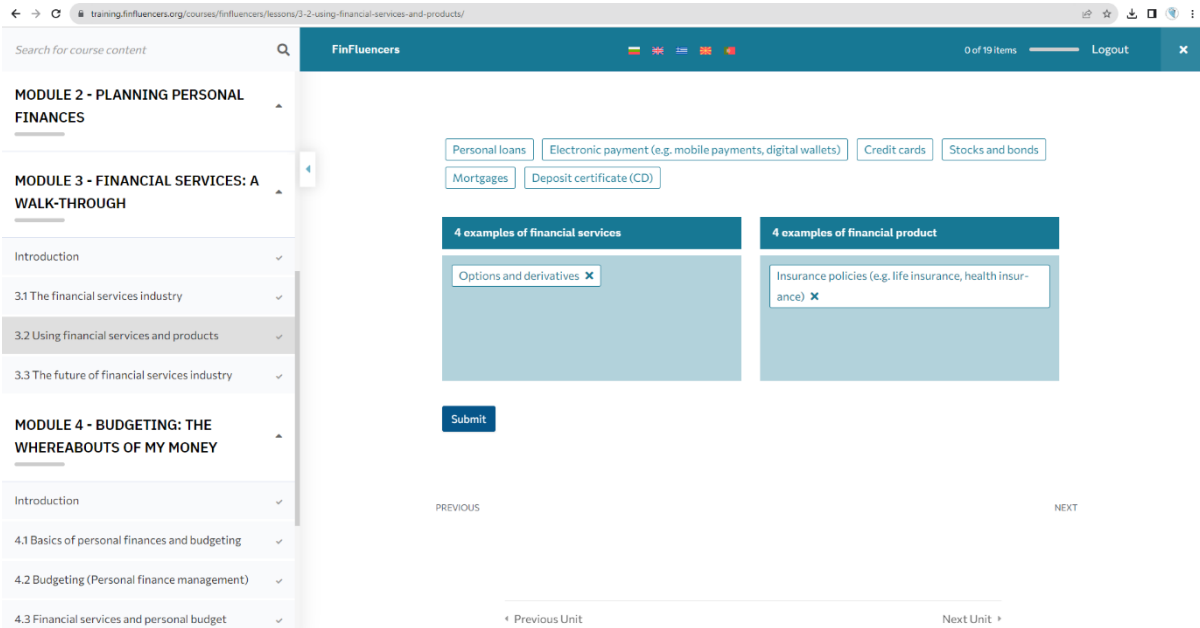 training.finfluencers.org/courses/finfluencers/lessons/3-2-using-financial-services-and-products/
Search for course content
FinFluencers
0 of 19 items
Logout
MODULE 2 - PLANNING PERSONAL
FINANCES
MODULE 3 - FINANCIAL SERVICES: A
WALK-THROUGH
Introduction
3.1 The financial services industry
3.2 Using financial services and products
3.3 The future of financial services industry
MODULE 4 - BUDGETING: THE
WHEREABOUTS OF MY MONEY
Introduction
4.1 Basics of personal finances and budgeting
4.2 Budgeting (Personal finance management)
4.3 Financial services and personal budget
Personal loans
Electronic payment (e.g. mobile payments, digital wallets)
Credit cards
Stocks and bonds
Mortgages
Deposit certificate (CD)
4 examples of financial services
Options and derivatives
4 examples of financial product
Insurance policies (e.g. life insurance, health insur-
ance)
Submit
PREVIOUS
NEXT
Previous Unit
Next Unit